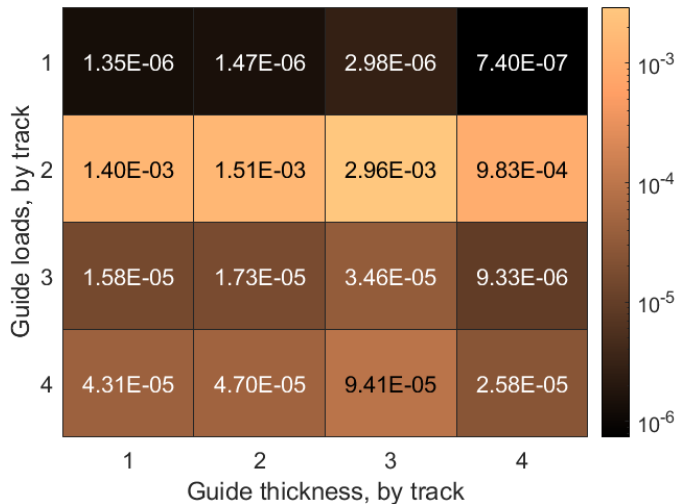 1 1.35E-06 1.47E-06 2.98E-06 7.40E-07
2 1.40E-03 1.51E-03 2.96E-03 9.83E-04
3 1.58E-05 1.73E-05 3.46E-05 9.33E-06
4 4.31E-05 4.70E-05 9.41E-05 2.58E-05
1 2 3 4
Guide thickness, by track
Guide loads, by track
10⁻³
10⁻⁴
10⁻⁵
10⁻⁶